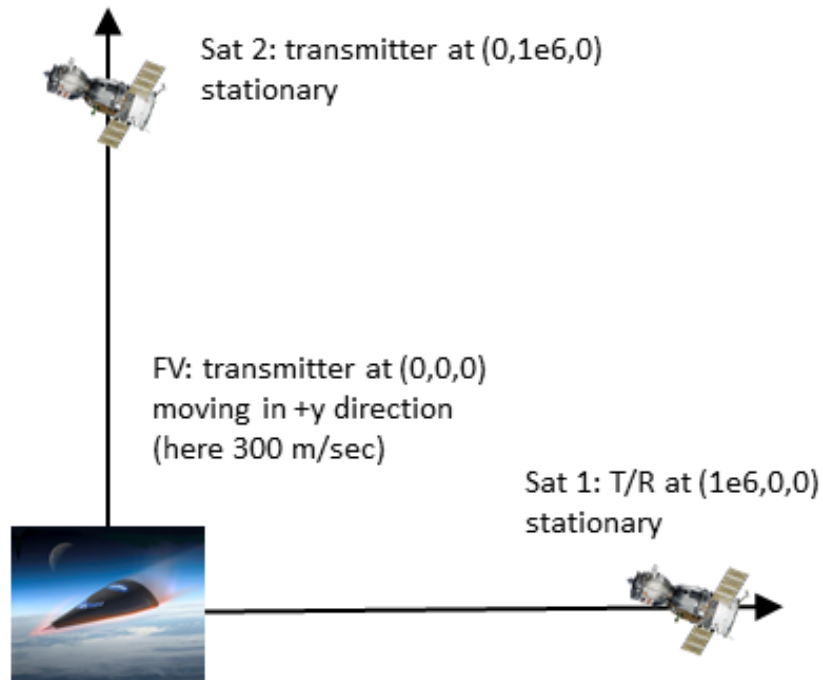 Sat 2: transmitter at (0,1e6,0)
stationary
FV: transmitter at (0,0,0)
moving in +y direction
(here 300 m/sec)
Sat 1: T/R at (1e6,0,0)
stationary